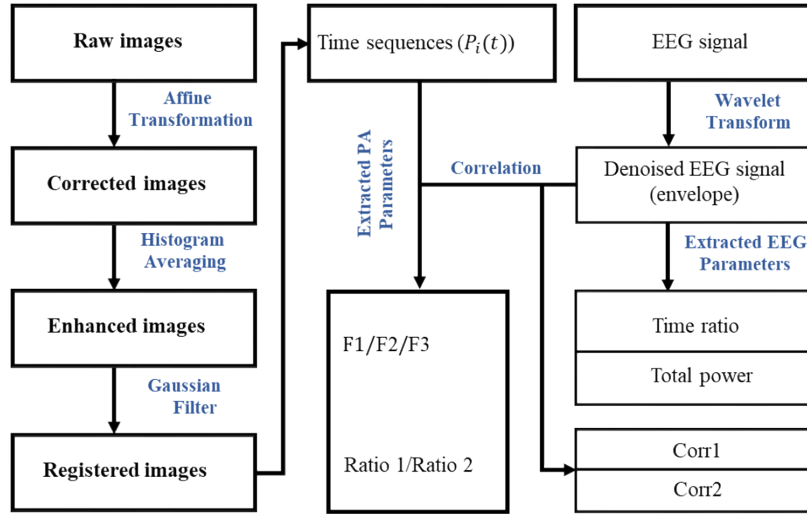 Raw images
Affine
Transformation
Corrected images
Histogram
Averaging
Enhanced images
Gaussian
Filter
Registered images
Time sequences (P_i(t))
Extracted PA
Parameters
Correlation
F1/F2/F3
Ratio 1/Ratio 2
EEG signal
Wavelet
Transform
Denoised EEG signal
(envelope)
Extracted EEG
Parameters
Time ratio
Total power
Corr1
Corr2